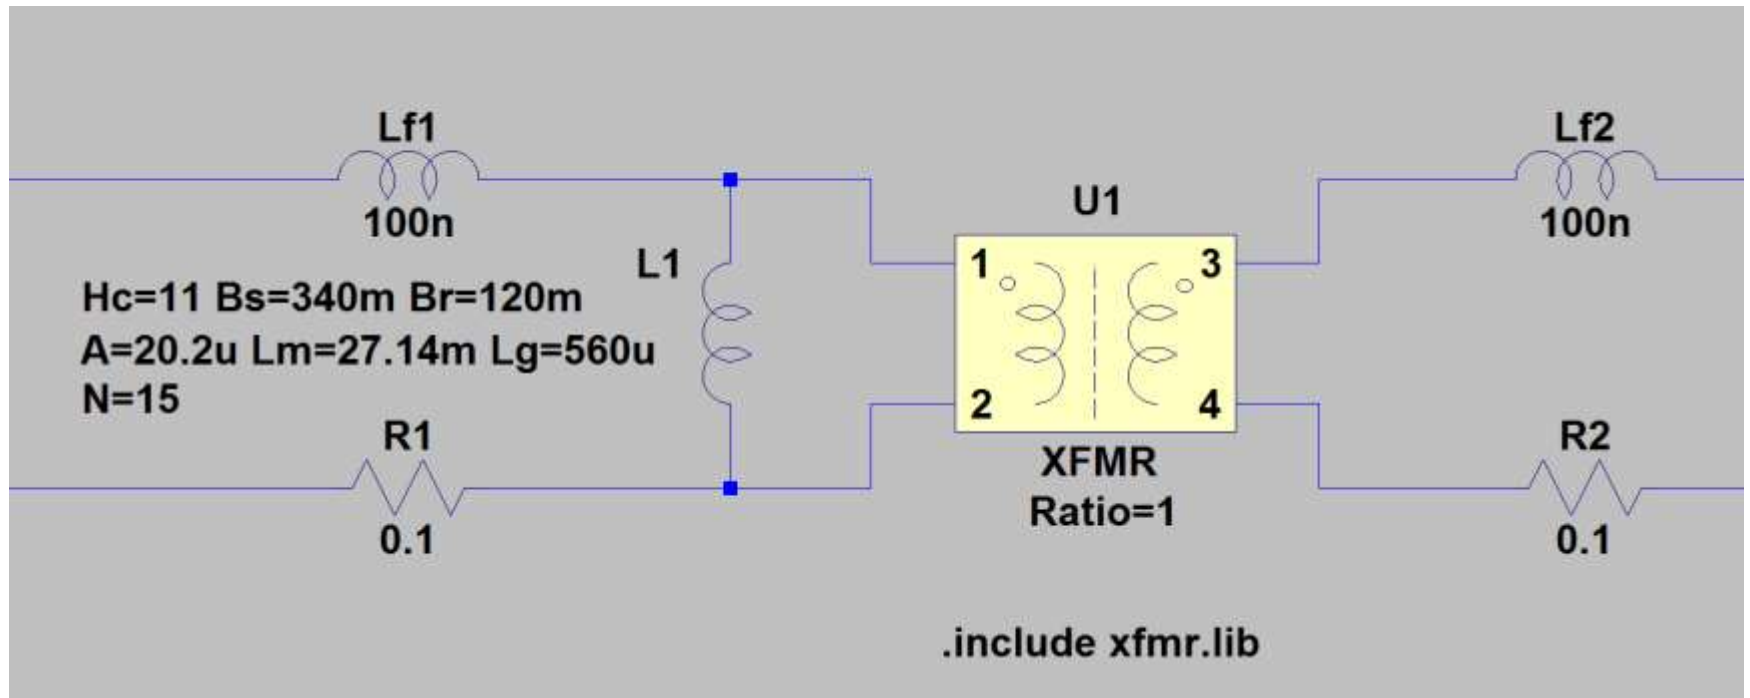 Lf1
100n
Lf2
100n
U1
L1
1
3
Hc=11 Bs=340m Br=120m
A=20.2u Lm=27.14m Lg=560u
N=15
2
4
R1
0.1
XFMR
Ratio=1
R2
0.1
.include xfmr.lib